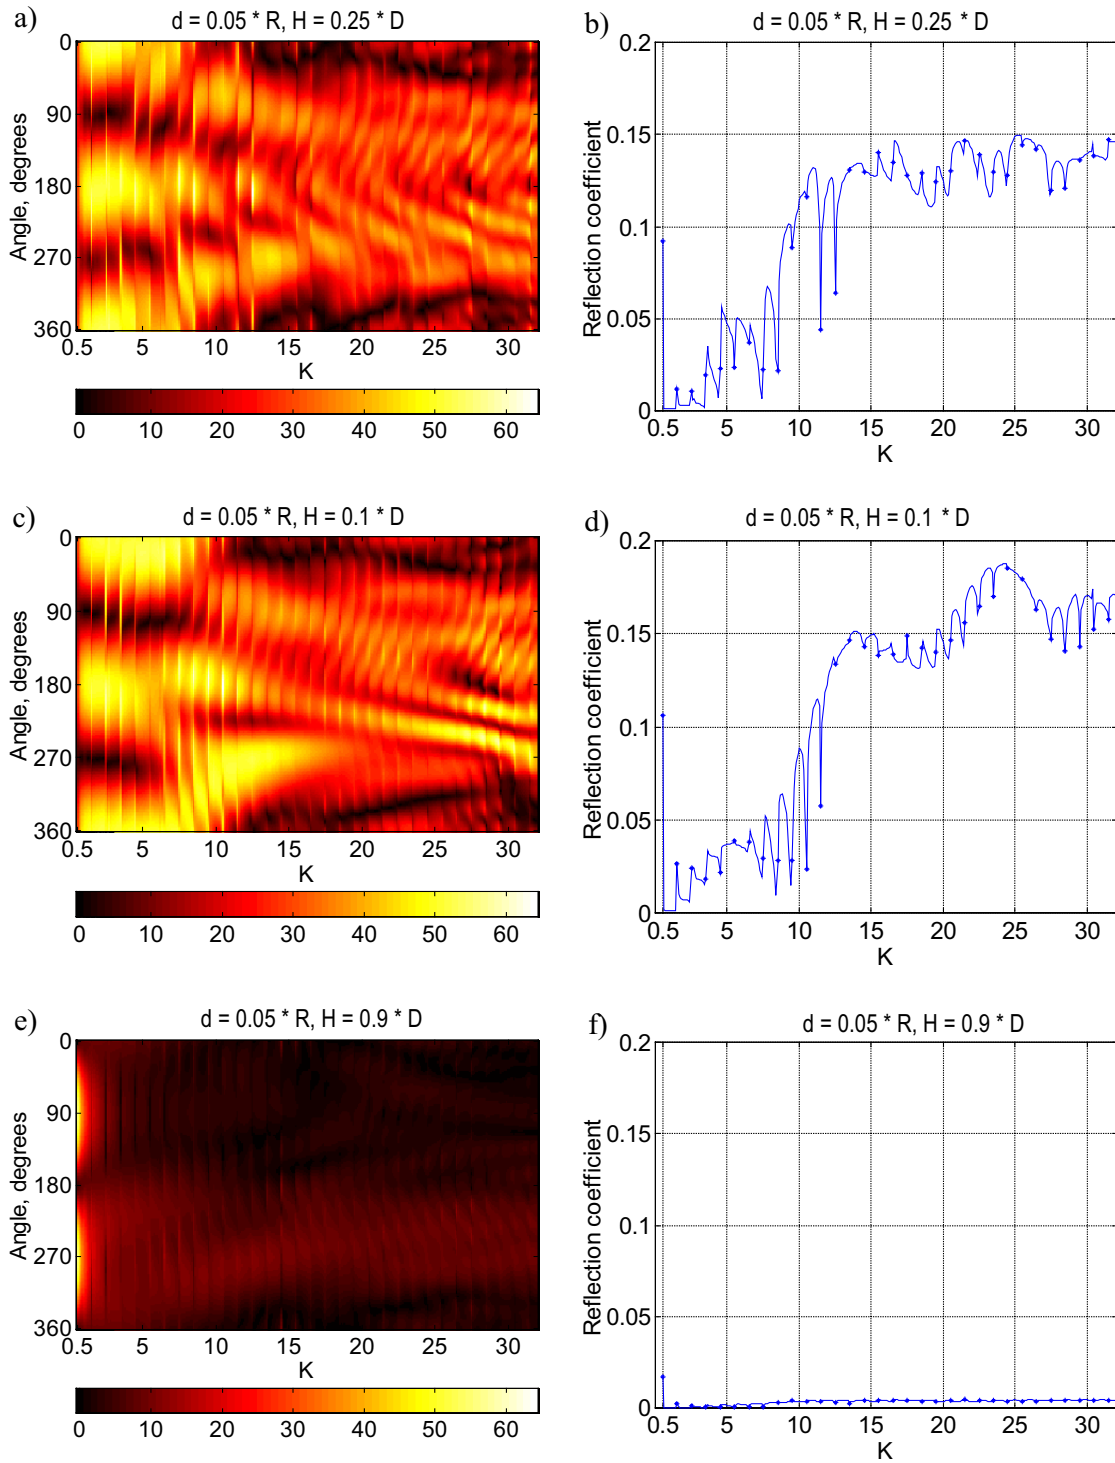 a)
d = 0.05 * R, H = 0.25 * D
0
90
180
270
360
Angle, degrees
0.5 5 10 15 20 25 30
K
0 10 20 30 40 50 60
b)
d = 0.05 * R, H = 0.25 * D
0.2
0.15
0.1
0.05
0
Reflection coefficient
0.5 5 10 15 20 25 30
K
c)
d = 0.05 * R, H = 0.1 * D
0
90
180
270
360
Angle, degrees
0.5 5 10 15 20 25 30
K
0 10 20 30 40 50 60
d)
d = 0.05 * R, H = 0.1 * D
0.2
0.15
0.1
0.05
0
Reflection coefficient
0.5 5 10 15 20 25 30
K
e)
d = 0.05 * R, H = 0.9 * D
0
90
180
270
360
Angle, degrees
0.5 5 10 15 20 25 30
K
0 10 20 30 40 50 60
f)
d = 0.05 * R, H = 0.9 * D
0.2
0.15
0.1
0.05
0
Reflection coefficient
0.5 5 10 15 20 25 30
K